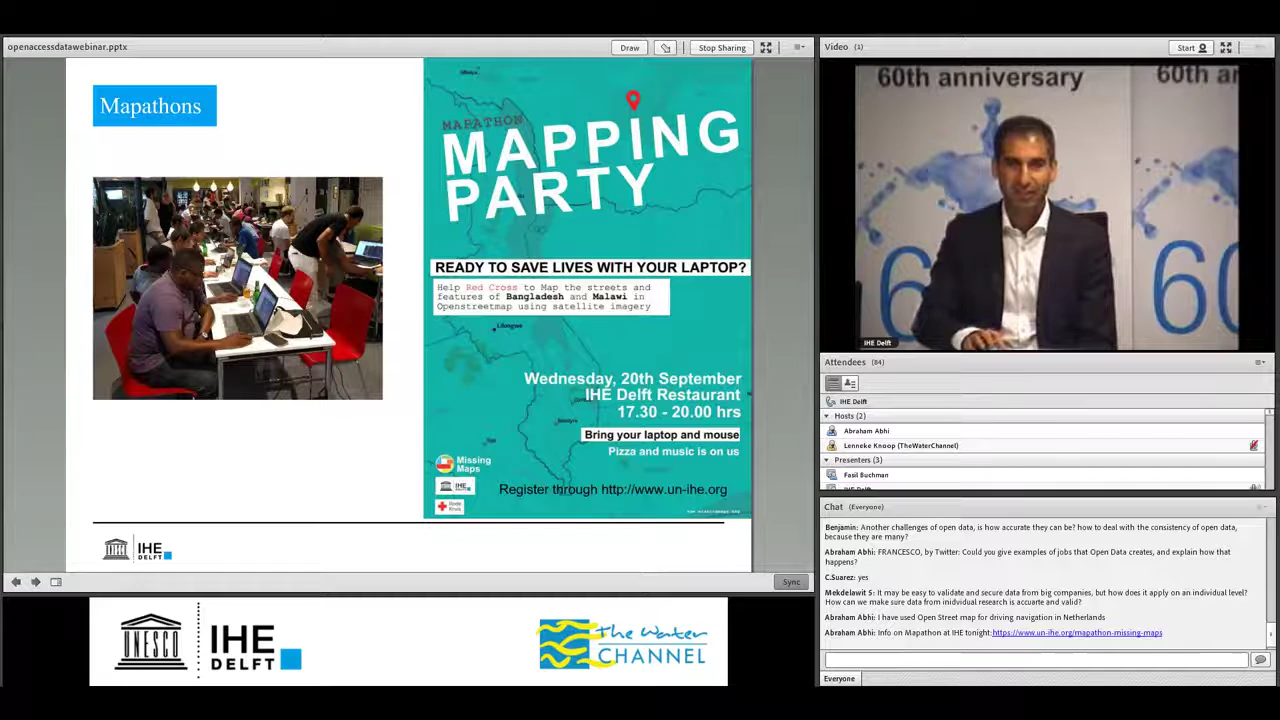 openaccessdatawebinar.pptx
Draw
Stop Sharing
Mapathons
MAPATHON
MAPPING
PARTY
READY TO SAVE LIVES WITH YOUR LAPTOP?
Help Red Cross to Map the streets and
features of Bangladesh and Malawi in
Openstreetmap using satellite imagery
Lilongwe
Wednesday, 20th September
IHE Delft Restaurant
17.30 - 20.00 hrs
Bring your laptop and mouse
Pizza and music is on us
Missing
Maps
IHE
Rode
Kruis
Register through http://www.un-ihe.org
IHE
DELFT
Sync
UNESCO
IHE
DELFT
the water
CHANNEL
Video (1)
Start
60th anniversary
60th an
60
60
IHE Delft
Attendees (84)
IHE Delft
Hosts (2)
Abraham Abhi
Lenneke Knoop (TheWaterChannel)
Presenters (3)
Fasil Buchman
IHE Delft
Chat (Everyone)
Benjamin: Another challenges of open data, is how accurate they can be? how to deal with the consistency of open data,
because they are many?
Abraham Abhi: FRANCESCO, by Twitter: Could you give examples of jobs that Open Data creates, and explain how that
happens?
C.Suarez: yes
Mekdelawit S: It may be easy to validate and secure data from big companies, but how does it apply on an individual level?
How can we make sure data from inidividual research is accuarte and valid?
Abraham Abhi: I have used Open Street map for driving navigation in Netherlands
Abraham Abhi: Info on Mapathon at IHE tonight:https://www.un-ihe.org/mapathon-missing-maps
Everyone